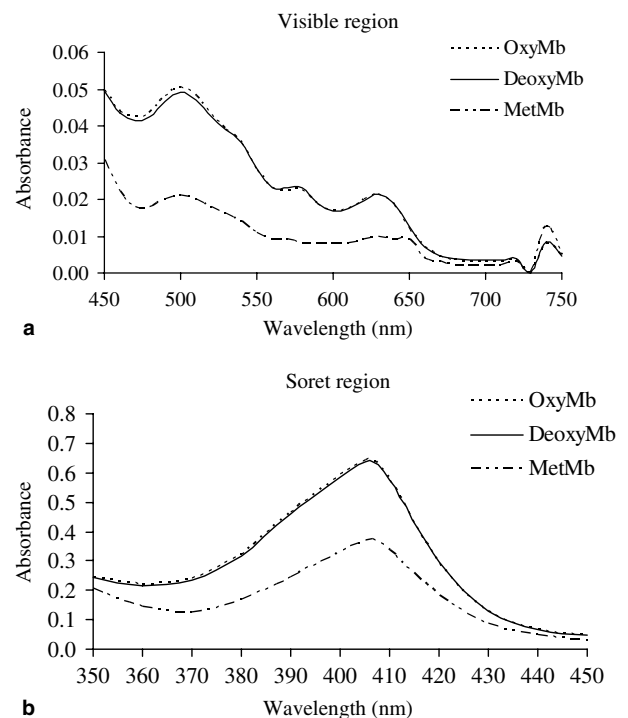 Visible region
OxyMb
DeoxyMb
MetMb
Absorbance
0.06
0.05
0.04
0.03
0.02
0.01
0.00
450 500 550 600 650 700 750
Wavelength (nm)
a
Soret region
OxyMb
DeoxyMb
MetMb
Absorbance
0.8
0.7
0.6
0.5
0.4
0.3
0.2
0.1
0.0
350 360 370 380 390 400 410 420 430 440 450
Wavelength (nm)
b